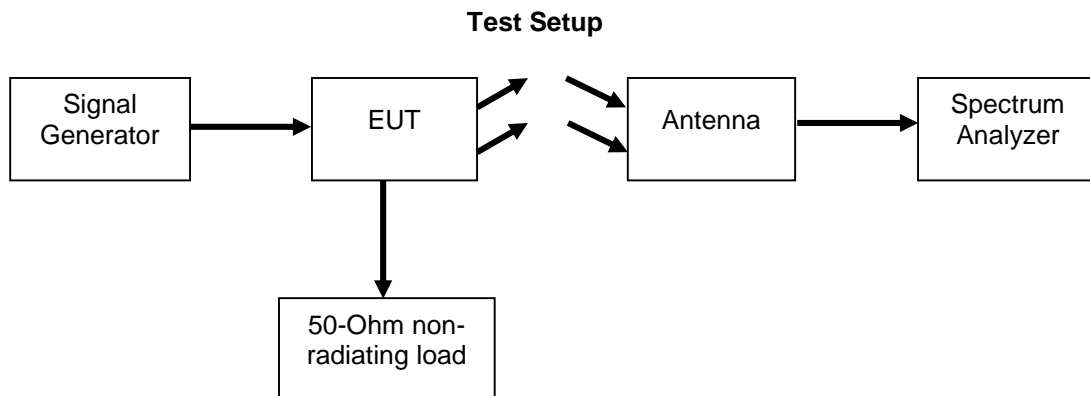 Test Setup
Signal
Generator
EUT
Antenna
Spectrum
Analyzer
50-Ohm non-
radiating load